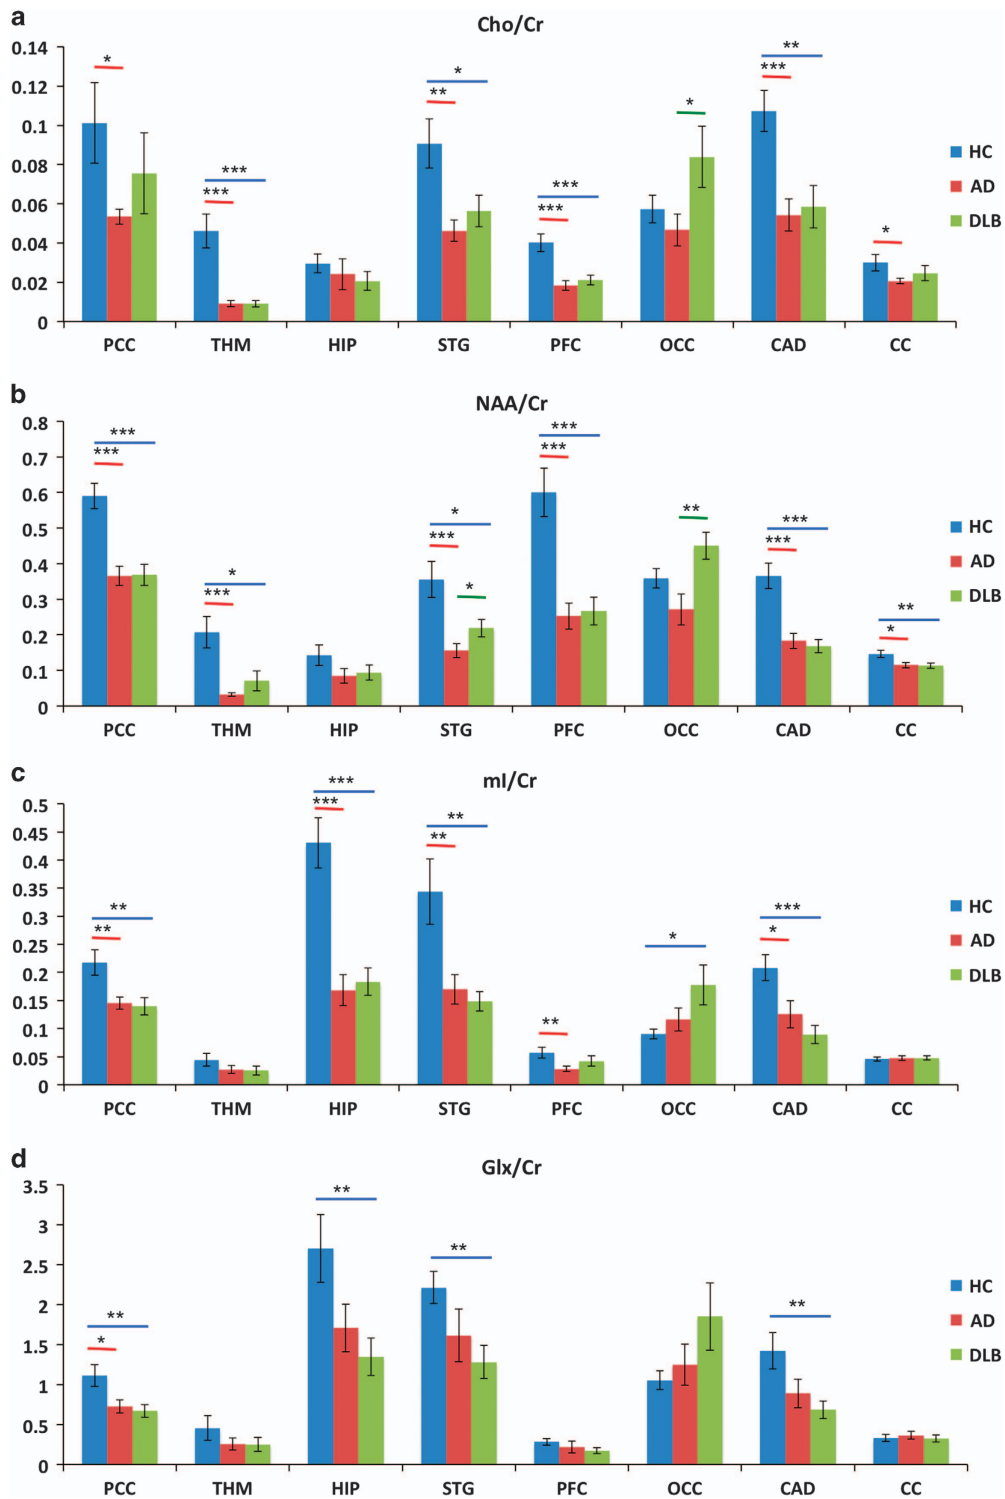 a
Cho/Cr
0.14
0.12
0.1
0.08
0.06
0.04
0.02
0
* *** *** ** * *** *** * *** ** *
PCC THM HIP STG PFC OCC CAD CC
HC
AD
DLB
b
NAA/Cr
0.8
0.7
0.6
0.5
0.4
0.3
0.2
0.1
0
*** *** *** * *** * * *** *** ** *** *** * **
PCC THM HIP STG PFC OCC CAD CC
HC
AD
DLB
c
mI/Cr
0.5
0.45
0.4
0.35
0.3
0.25
0.2
0.15
0.1
0.05
0
** ** *** *** ** ** ** * * ***
PCC THM HIP STG PFC OCC CAD CC
HC
AD
DLB
d
Glx/Cr
3.5
3
2.5
2
1.5
1
0.5
0
* ** ** ** **
PCC THM HIP STG PFC OCC CAD CC
HC
AD
DLB